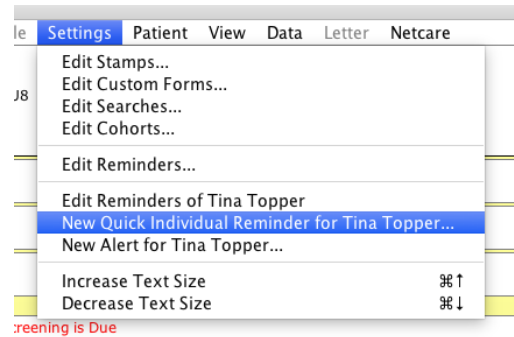 le Settings Patient View Data Letter Netcare
Edit Stamps...
Edit Custom Forms...
J8
Edit Searches...
Edit Cohorts...
Edit Reminders...
Edit Reminders of Tina Topper
New Quick Individual Reminder for Tina Topper...
New Alert for Tina Topper...
Increase Text Size ⌘↑
Decrease Text Size ⌘↓
creening is Due